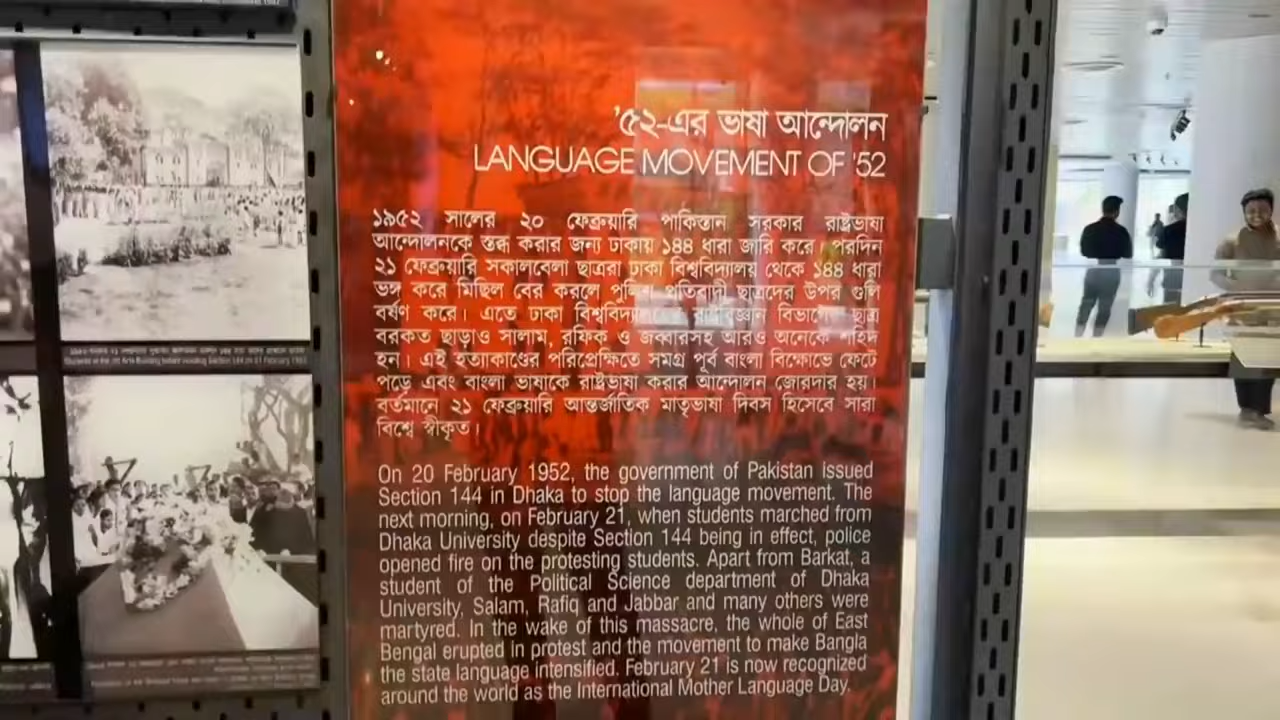 '৫২-এর ভাষা আন্দোলন
LANGUAGE MOVEMENT OF '52
১৯৫২ সালের ২০ ফেব্রুয়ারি পাকিস্তান সরকার রাষ্ট্রভাষা
আন্দোলনকে স্তব্ধ করার জন্য ঢাকায় ১৪৪ ধারা জারি করে। পরদিন
২১ ফেব্রুয়ারি সকালবেলা ছাত্ররা ঢাকা বিশ্ববিদ্যালয় থেকে ১৪৪ ধারা
ভঙ্গ করে মিছিল বের করলে পুলিশ প্রতিবাদী ছাত্রদের উপর গুলি
বর্ষণ করে। এতে ঢাকা বিশ্ববিদ্যালয়ের রাষ্ট্রবিজ্ঞান বিভাগের ছাত্র
বরকত ছাড়াও সালাম, রফিক ও জব্বারসহ আরও অনেকে শহিদ
হন। এই হত্যাকাণ্ডের পরিপ্রেক্ষিতে সমগ্র পূর্ব বাংলা বিক্ষোভে ফেটে
পড়ে এবং বাংলা ভাষাকে রাষ্ট্রভাষা করার আন্দোলন জোরদার হয়।
বর্তমানে ২১ ফেব্রুয়ারি আন্তর্জাতিক মাতৃভাষা দিবস হিসেবে সারা
বিশ্বে স্বীকৃত।
On 20 February 1952, the government of Pakistan issued
Section 144 in Dhaka to stop the language movement. The
next morning, on February 21, when students marched from
Dhaka University despite Section 144 being in effect, police
opened fire on the protesting students. Apart from Barkat, a
student of the Political Science department of Dhaka
University, Salam, Rafiq and Jabbar and many others were
martyred. In the wake of this massacre, the whole of East
Bengal erupted in protest and the movement to make Bangla
the state language intensified. February 21 is now recognized
around the world as the International Mother Language Day.